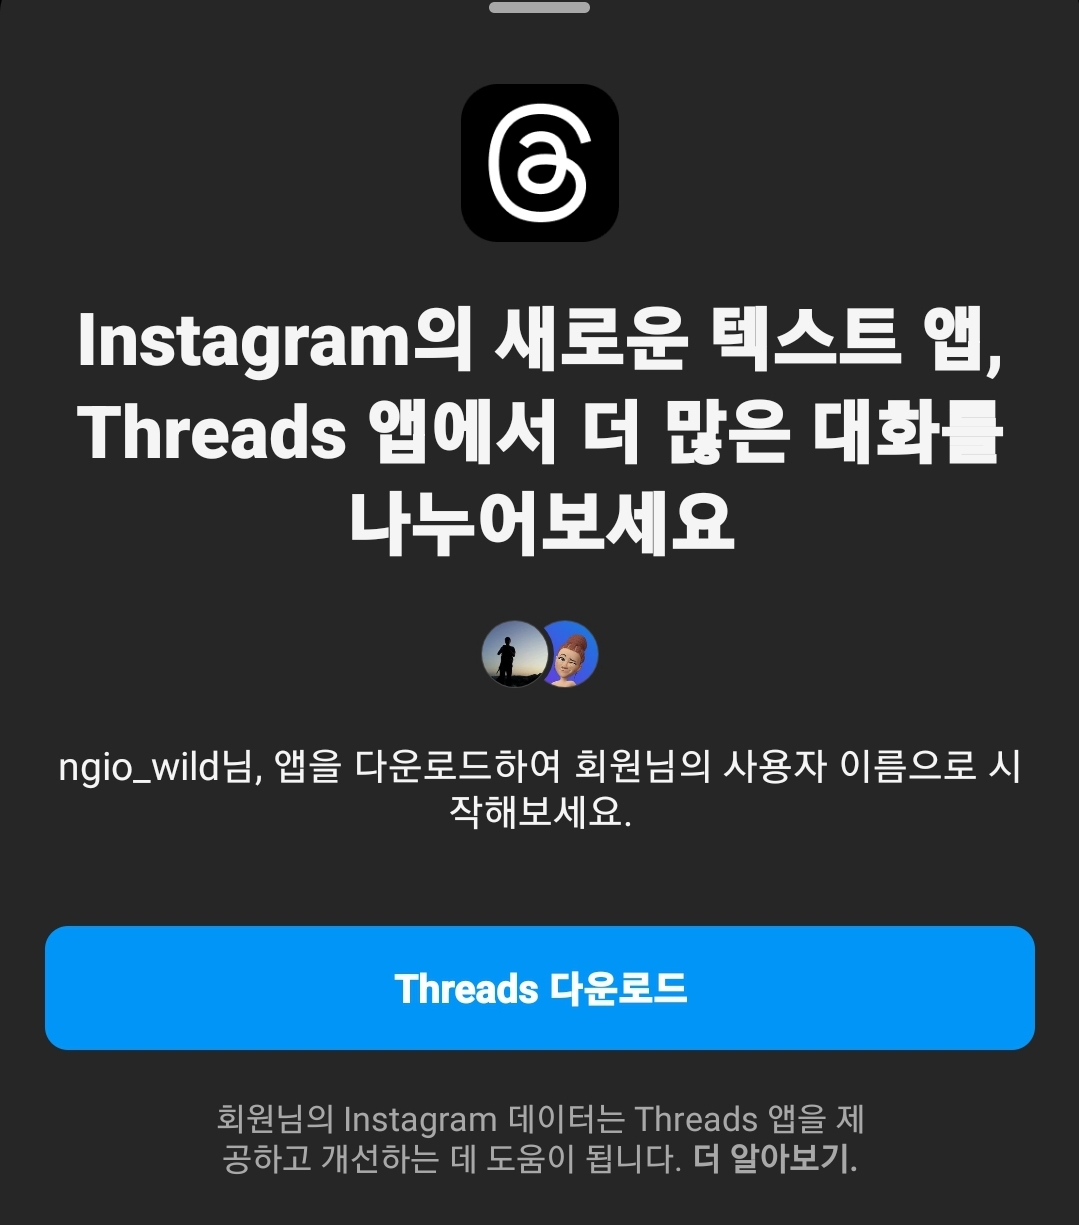 Instagram의 새로운 텍스트 앱,
Threads 앱에서 더 많은 대화를
나누어보세요
ngio_wild님, 앱을 다운로드하여 회원님의 사용자 이름으로 시
작해보세요.
Threads 다운로드
회원님의 Instagram 데이터는 Threads 앱을 제
공하고 개선하는 데 도움이 됩니다. 더 알아보기.